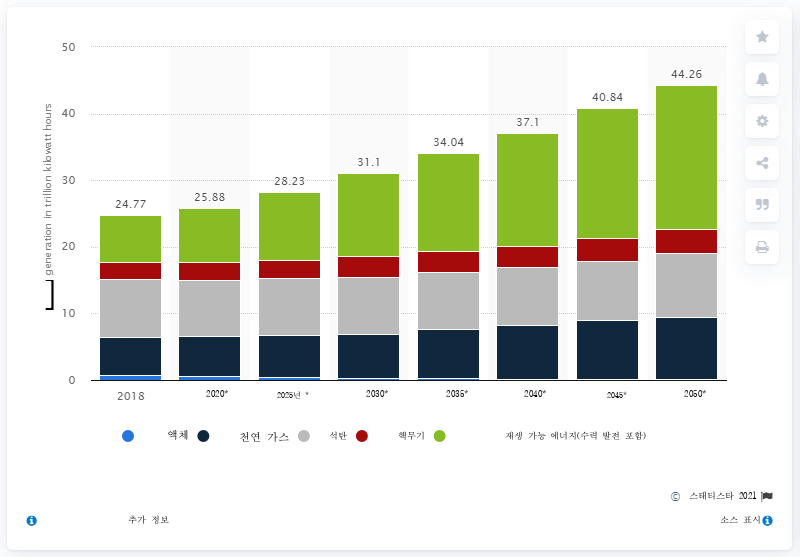 50
44.26
40.84
40
37.1
34.04
31.1
30
28.23
25.88
24.77
20
10
0
generation in trillion kilowatt hours
2018 2020* 2025년 * 2030* 2035* 2040* 2045* 2050*
액체 천연 가스 석탄 핵무기 재생 가능 에너지(수력 발전 포함)
© 스태티스타 2021
추가 정보 소스 표시